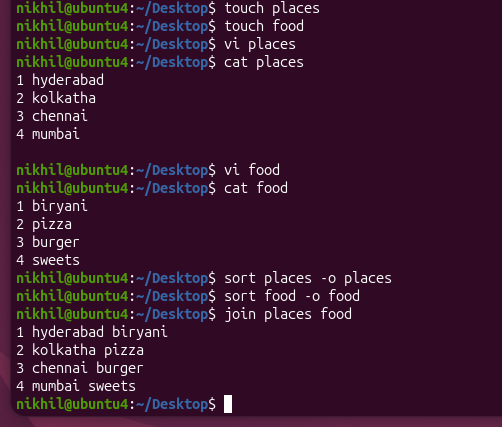 nikhil@ubuntu4:~/Desktop$ touch places
nikhil@ubuntu4:~/Desktop$ touch food
nikhil@ubuntu4:~/Desktop$ vi places
nikhil@ubuntu4:~/Desktop$ cat places
1 hyderabad
2 kolkatha
3 chennai
4 mumbai

nikhil@ubuntu4:~/Desktop$ vi food
nikhil@ubuntu4:~/Desktop$ cat food
1 biryani
2 pizza
3 burger
4 sweets
nikhil@ubuntu4:~/Desktop$ sort places -o places
nikhil@ubuntu4:~/Desktop$ sort food -o food
nikhil@ubuntu4:~/Desktop$ join places food
1 hyderabad biryani
2 kolkatha pizza
3 chennai burger
4 mumbai sweets
nikhil@ubuntu4:~/Desktop$